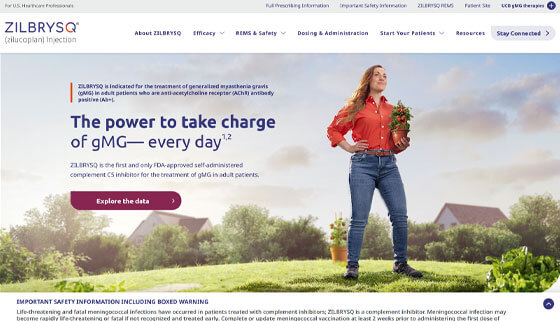 For U.S. Healthcare Professionals
Full Prescribing Information
Important Safety Information
ZILBRYSQ REMS
Patient Site
UCB gMG therapies
ZILBRYSQ®
(zilucoplan) Injection
About ZILBRYSQ
Efficacy
REMS & Safety
Dosing & Administration
Start Your Patients
Resources
Stay Connected
ZILBRYSQ is indicated for the treatment of generalized myasthenia gravis
(gMG) in adult patients who are anti-acetylcholine receptor (AChR) antibody
positive (Ab+).
The power to take charge
of gMG— every day1,2
ZILBRYSQ is the first and only FDA-approved self-administered
complement C5 inhibitor for the treatment of gMG in adult patients.
Explore the data
IMPORTANT SAFETY INFORMATION INCLUDING BOXED WARNING
Life-threatening and fatal meningococcal infections have occurred in patients treated with complement inhibitors; ZILBRYSQ is a complement inhibitor. Meningococcal infection may
become rapidly life-threatening or fatal if not recognized and treated early. Complete or update meningococcal vaccination at least 2 weeks prior to administering the first dose of